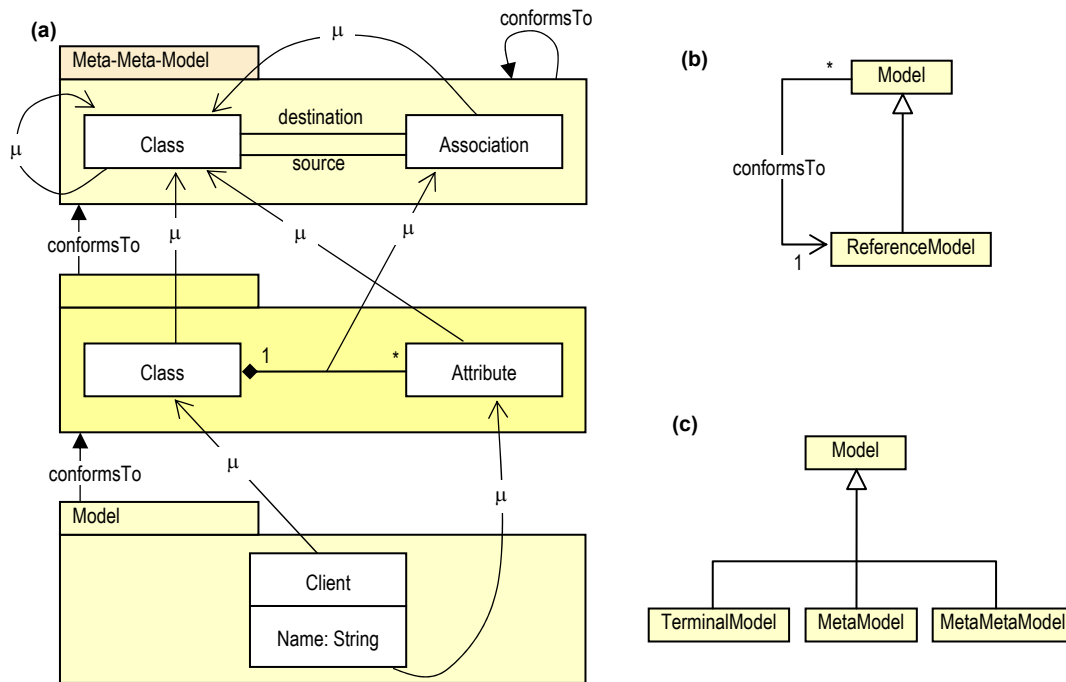 (a)
μ
conformsTo
Meta-Meta-Model
destination
Class
Association
source
μ
conformsTo
μ
μ
μ
Class
1
*
Attribute
conformsTo
μ
μ
Model
Client
Name: String
(b)
*
Model
conformsTo
1
ReferenceModel
(c)
Model
TerminalModel
MetaModel
MetaMetaModel